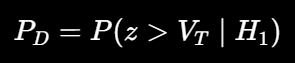 P_D = P(z > V_T | H_1)